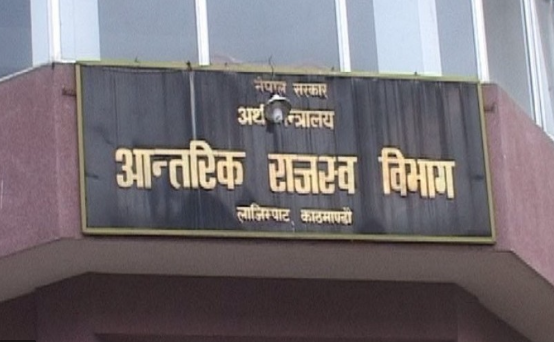 नेपाल सरकार
अर्थ मन्त्रालय
आन्तरिक राजस्व विभाग
लाजिम्पाट, काठमाण्डौ